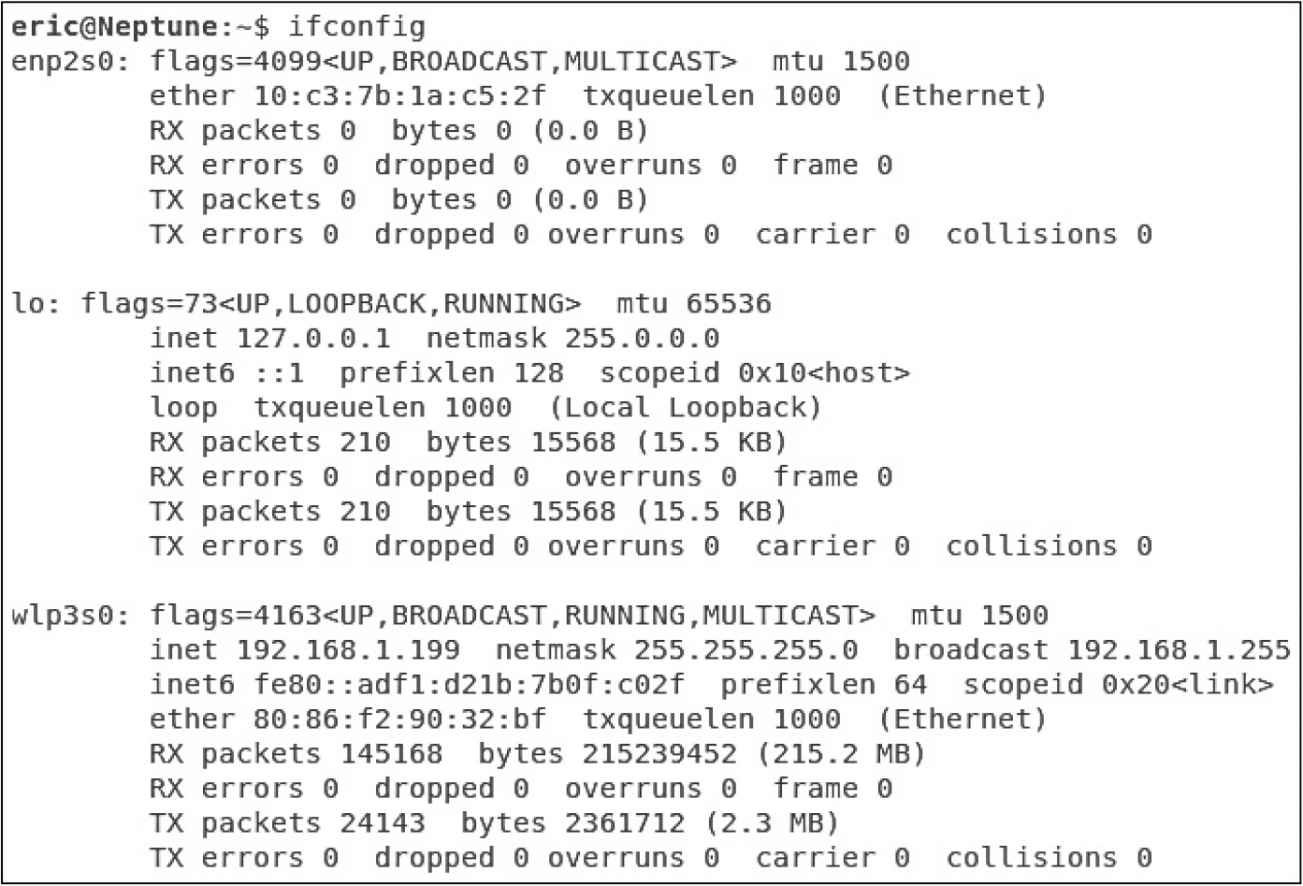 eric@Neptune:~$ ifconfig
enp2s0: flags=4099<UP,BROADCAST,MULTICAST>  mtu 1500
        ether 10:c3:7b:1a:c5:2f  txqueuelen 1000  (Ethernet)
        RX packets 0  bytes 0 (0.0 B)
        RX errors 0  dropped 0  overruns 0  frame 0
        TX packets 0  bytes 0 (0.0 B)
        TX errors 0  dropped 0 overruns 0  carrier 0  collisions 0

lo: flags=73<UP,LOOPBACK,RUNNING>  mtu 65536
        inet 127.0.0.1  netmask 255.0.0.0
        inet6 ::1  prefixlen 128  scopeid 0x10<host>
        loop  txqueuelen 1000  (Local Loopback)
        RX packets 210  bytes 15568 (15.5 KB)
        RX errors 0  dropped 0  overruns 0  frame 0
        TX packets 210  bytes 15568 (15.5 KB)
        TX errors 0  dropped 0 overruns 0  carrier 0  collisions 0

wlp3s0: flags=4163<UP,BROADCAST,RUNNING,MULTICAST>  mtu 1500
        inet 192.168.1.199  netmask 255.255.255.0  broadcast 192.168.1.255
        inet6 fe80::adf1:d21b:7b0f:c02f  prefixlen 64  scopeid 0x20<link>
        ether 80:86:f2:90:32:bf  txqueuelen 1000  (Ethernet)
        RX packets 145168  bytes 215239452 (215.2 MB)
        RX errors 0  dropped 0  overruns 0  frame 0
        TX packets 24143  bytes 2361712 (2.3 MB)
        TX errors 0  dropped 0 overruns 0  carrier 0  collisions 0